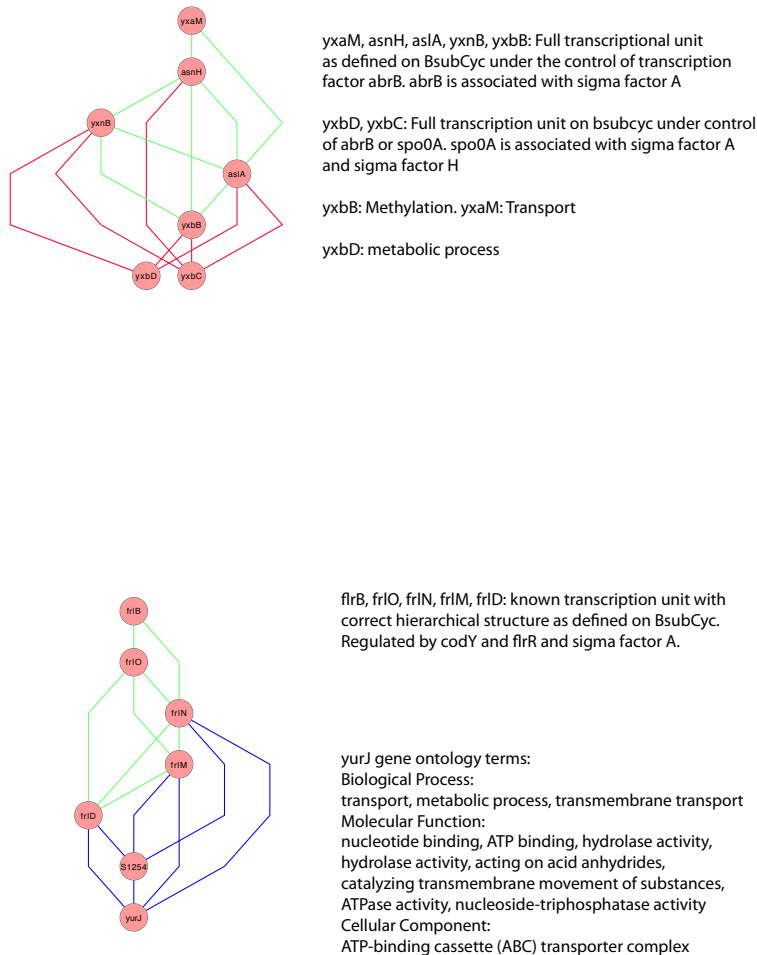 yxaM
asnH
yxnB
aslA
yxbB
yxbD
yxbC
yxaM, asnH, aslA, yxnB, yxbB: Full transcriptional unit
as defined on BsubCyc under the control of transcription
factor abrB. abrB is associated with sigma factor A
yxbD, yxbC: Full transcription unit on bsubcyc under control
of abrB or spo0A. spo0A is associated with sigma factor A
and sigma factor H
yxbB: Methylation. yxaM: Transport
yxbD: metabolic process
frlB
frlO
frlN
frlM
frlD
S1254
yurJ
flrB, frlO, frlN, frlM, frlD: known transcription unit with
correct hierarchical structure as defined on BsubCyc.
Regulated by codY and flrR and sigma factor A.
yurJ gene ontology terms:
Biological Process:
transport, metabolic process, transmembrane transport
Molecular Function:
nucleotide binding, ATP binding, hydrolase activity,
hydrolase activity, acting on acid anhydrides,
catalyzing transmembrane movement of substances,
ATPase activity, nucleoside-triphosphatase activity
Cellular Component:
ATP-binding cassette (ABC) transporter complex